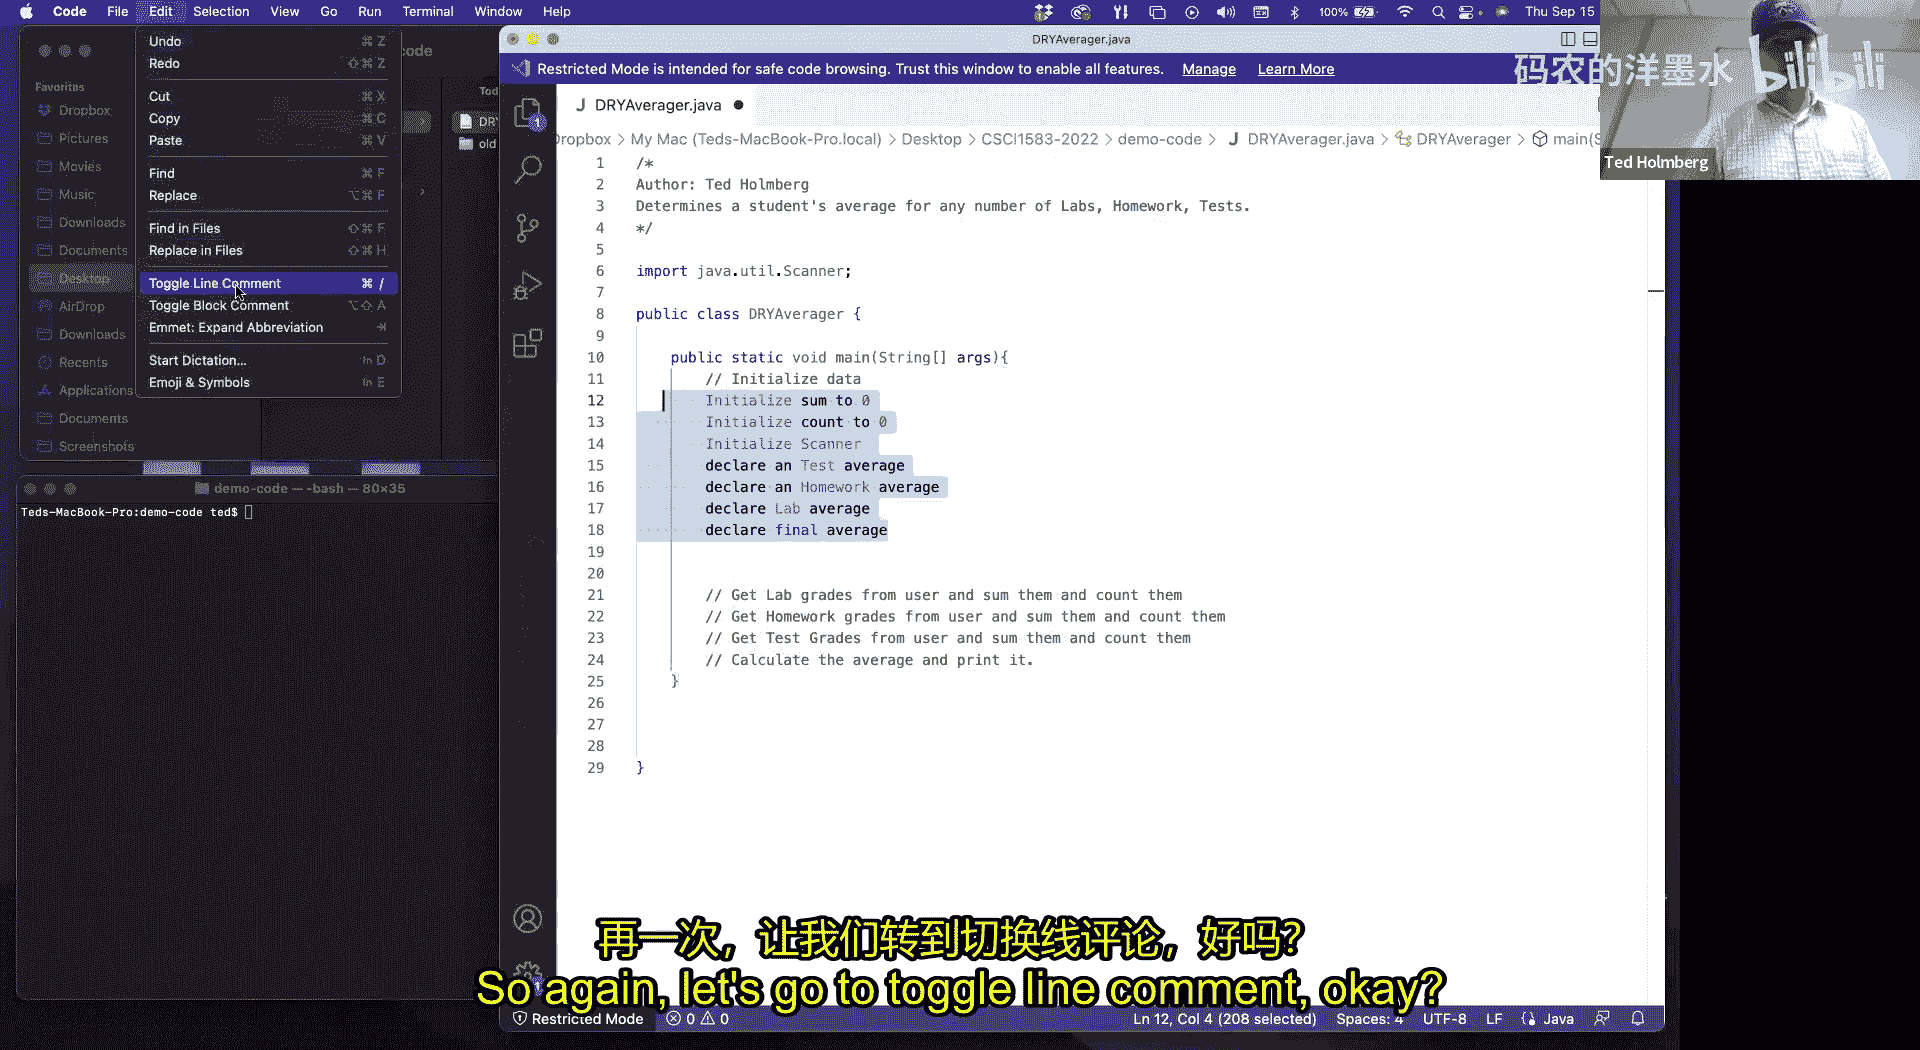 Code File Edit Selection View Go Run Terminal Window Help
100%
Thu Sep 15
Undo ⌘ Z
Redo ⇧ ⌘ Z
Cut ⌘ X
Copy ⌘ C
Paste ⌘ V
Find ⌘ F
Replace ⌥ ⌘ F
Find in Files ⇧ ⌘ F
Replace in Files ⇧ ⌘ H
Toggle Line Comment ⌘ /
Toggle Block Comment ⌥ ⇧ A
Emmet: Expand Abbreviation ⇥
Start Dictation...
Emoji & Symbols
Favorites
Dropbox
Pictures
Movies
Music
Downloads
Documents
Desktop
AirDrop
Downloads
Recents
Applications
Documents
Screenshots
code
Tod
DRY
old
demo-code — -bash — 80×35
Teds-MacBook-Pro:demo-code ted$
DRYAverager.java
Restricted Mode is intended for safe code browsing. Trust this window to enable all features. Manage Learn More
码农的洋墨水 bilibili
Ted Holmberg
J DRYAverager.java ●
Dropbox > My Mac (Teds-MacBook-Pro.local) > Desktop > CSCI1583-2022 > demo-code > J DRYAverager.java > DRYAverager > main(S
1 /*
2 Author: Ted Holmberg
3 Determines a student's average for any number of Labs, Homework, Tests.
4 */
5
6 import java.util.Scanner;
7
8 public class DRYAverager {
9
10 public static void main(String[] args){
11 // Initialize data
12 Initialize sum to 0
13 Initialize count to 0
14 Initialize Scanner
15 declare an Test average
16 declare an Homework average
17 declare Lab average
18 declare final average
19
20
21 // Get Lab grades from user and sum them and count them
22 // Get Homework grades from user and sum them and count them
23 // Get Test Grades from user and sum them and count them
24 // Calculate the average and print it.
25 }
26
27
28
29 }
再一次，让我们转到切换线评论，好吗？
So again, let's go to toggle line comment, okay?
Restricted Mode 0 0 Ln 12, Col 4 (208 selected) Spaces: 4 UTF-8 LF Java